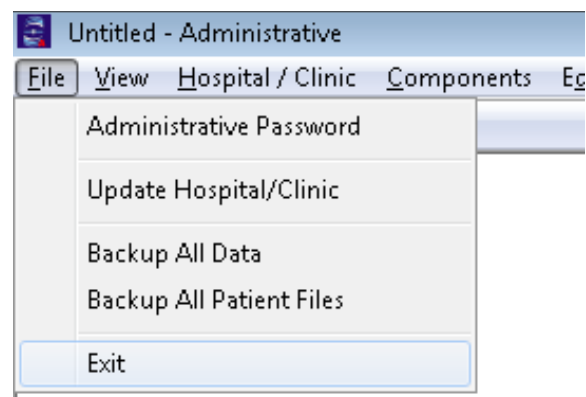 Untitled - Administrative
File View Hospital / Clinic Components
Administrative Password
Update Hospital/Clinic
Backup All Data
Backup All Patient Files
Exit